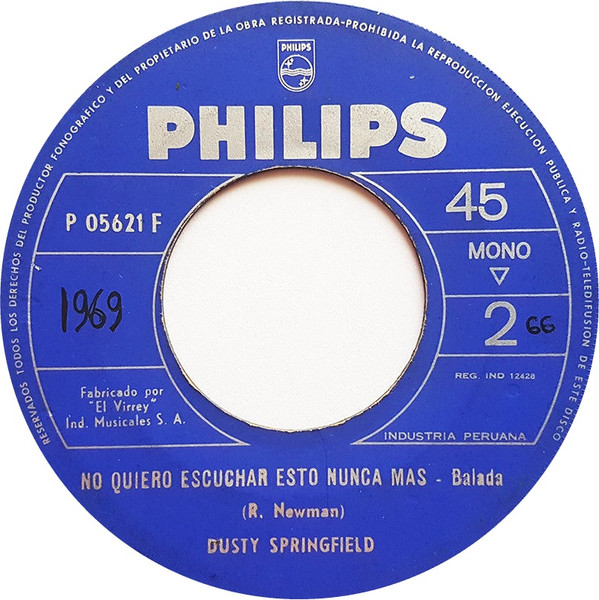 RESERVADOS TODOS LOS DERECHOS DEL PRODUCTOR FONOGRAFICO Y DEL PROPIETARIO DE LA OBRA REGISTRADA-PROHIBIDA LA REPRODUCCION EJECUCION PUBLICA Y RADIO-TELEDIFUSION DE ESTE DISCO
PHILIPS
PHILIPS
P 05621 F
45
MONO
1969
2 66
REG. IND 12428
Fabricado por
"El Virrey"
Ind. Musicales S. A.
INDUSTRIA PERUANA
NO QUIERO ESCUCHAR ESTO NUNCA MAS - Balada
(R. Newman)
DUSTY SPRINGFIELD